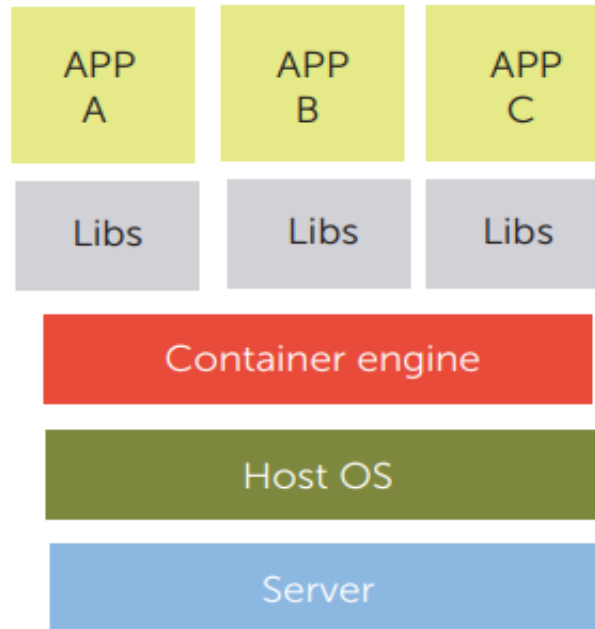 APP APP APP
A B C
Libs Libs Libs
Container engine
Host OS
Server